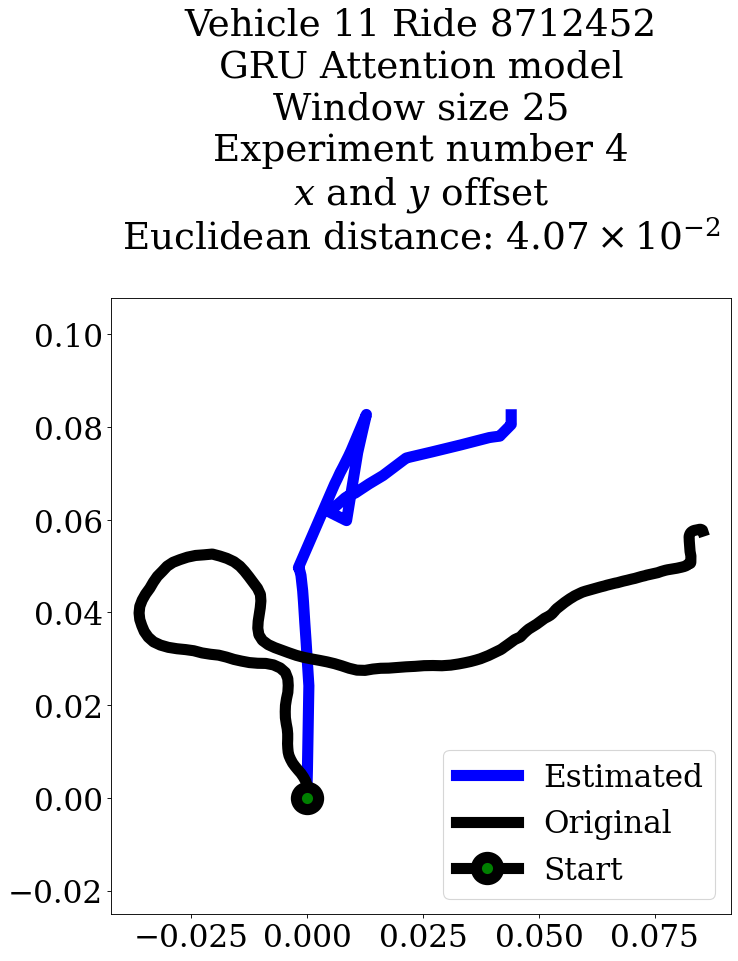 Vehicle 11 Ride 8712452
GRU Attention model
Window size 25
Experiment number 4
x and y offset
Euclidean distance: 4.07 × 10⁻²
0.10
0.08
0.06
0.04
0.02
0.00
−0.02
Estimated
Original
Start
−0.025 0.000 0.025 0.050 0.075